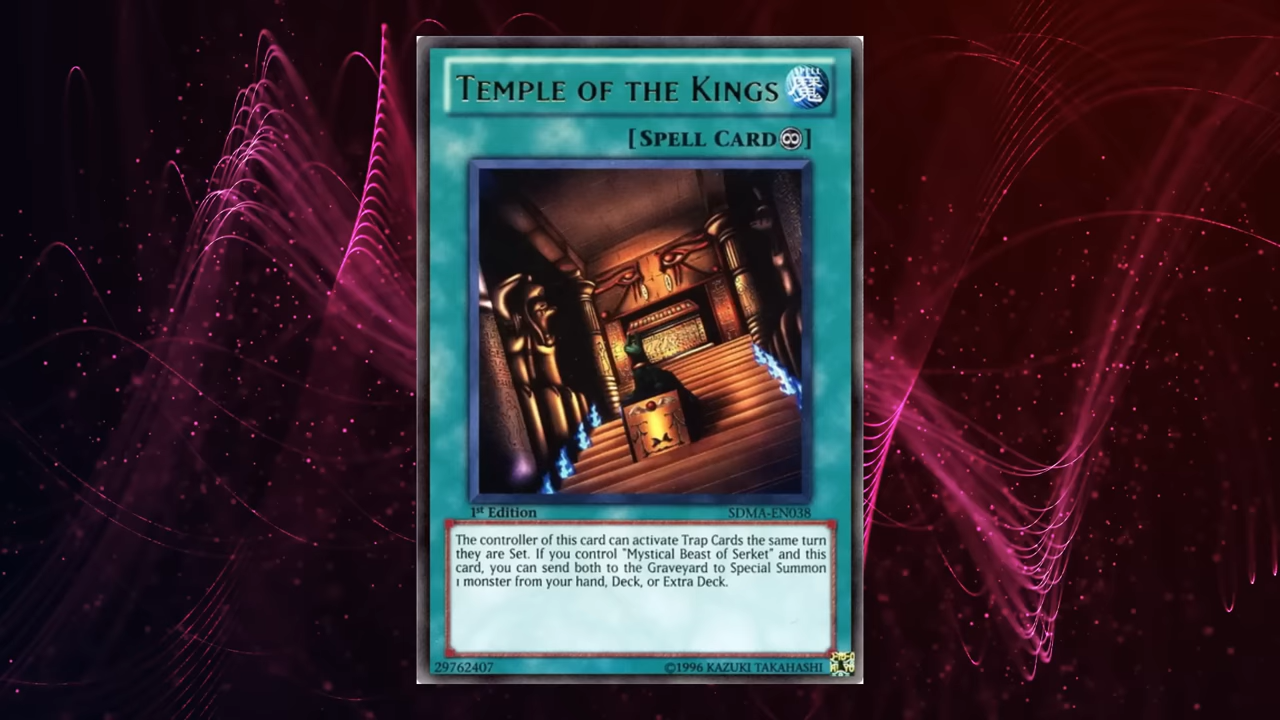 TEMPLE OF THE KINGS
[SPELL CARD]
1st Edition
SDMA-EN038
The controller of this card can activate Trap Cards the same turn
they are Set. If you control "Mystical Beast of Serket" and this
card, you can send both to the Graveyard to Special Summon
1 monster from your hand, Deck, or Extra Deck.
29762407
©1996 KAZUKI TAKAHASHI